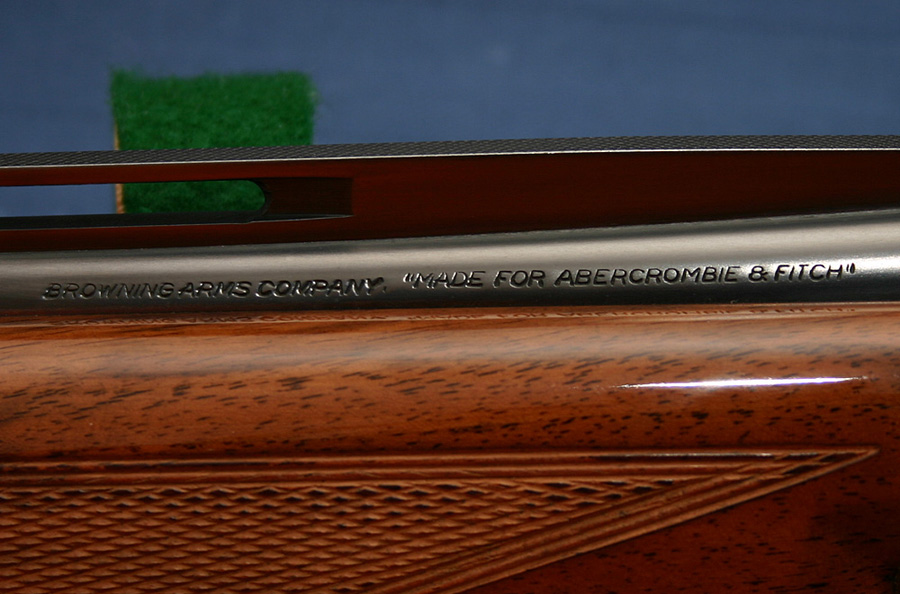 BROWNING ARMS COMPANY. "MADE FOR ABERCROMBIE & FITCH"